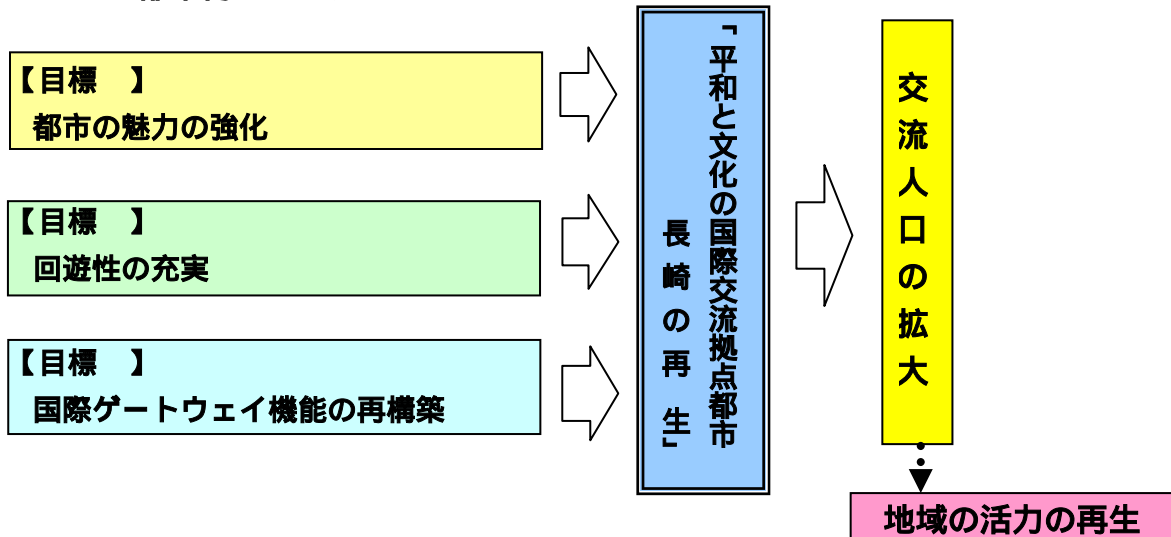 【目標　】
都市の魅力の強化
【目標　】
回遊性の充実
【目標　】
国際ゲートウェイ機能の再構築
「平和と文化の国際交流拠点都市
長崎の再生」
交流人口の拡大
地域の活力の再生